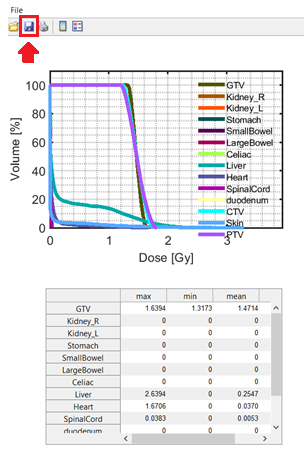 File
100
80
60
40
20
0
0
1
2
3
Volume [%]
Dose [Gy]
GTV
Kidney_R
Kidney_L
Stomach
SmallBowel
LargeBowel
Celiac
Liver
Heart
SpinalCord
duodenum
CTV
Skin
PTV
max min mean
GTV 1.6394 1.3173 1.4714
Kidney_R 0 0 0
Kidney_L 0 0 0
Stomach 0 0 0
SmallBowel 0 0 0
LargeBowel 0 0 0
Celiac 0 0 0
Liver 2.6394 0 0.2547
Heart 1.6706 0 0.0370
SpinalCord 0.0383 0 0.0053
duodenum 0 0 0